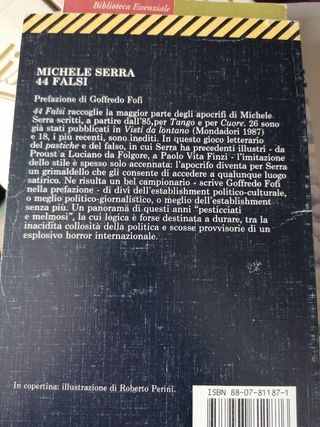 Biblioteca Essenziale
MICHELE SERRA
44 FALSI
Prefazione di Goffredo Fofi
44 Falsi raccoglie la maggior parte degli apocrifi di Michele
Serra scritti, a partire dall'85, per Tango e per Cuore. 26 sono
già stati pubblicati in Visti da lontano (Mondadori 1987)
e 18, i più recenti, sono inediti. In questo gioco letterario
del pastiche e del falso, in cui Serra ha precedenti illustri - da
Proust a Luciano da Folgore, a Paolo Vita Finzi - l'imitazione
dello stile è spesso solo accennata: l'apocrifo diventa per Serra
un grimaldello che gli consente di accedere a qualunque luogo
satirico. Ne risulta un bel campionario - scrive Goffredo Fofi
nella prefazione - di divi dell'establishment politico-culturale,
o meglio politico-giornalistico, o meglio dell'establishment
senza più. Un panorama di questi anni "pesticciati
e melmosi", la cui logica è forse destinata a durare, tra la
inacidita collosità della politica e scosse provvisorie di un
esplosivo horror internazionale.
In copertina: illustrazione di Roberto Perini.
ISBN 88-07-81187-1